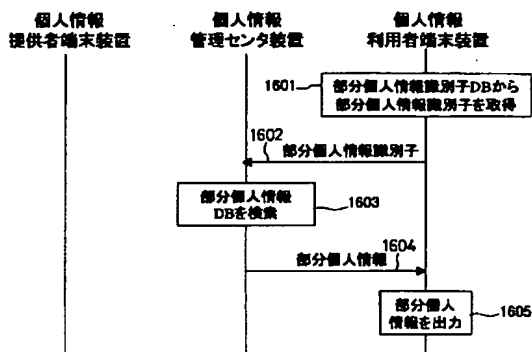 個人情報
提供者端末装置
個人情報
管理センタ装置
個人情報
利用者端末装置
1601
部分個人情報識別子DBから
部分個人情報識別子を取得
1602
部分個人情報識別子
部分個人情報
DBを検索
1603
部分個人情報
1604
部分個人
情報を出力
1605